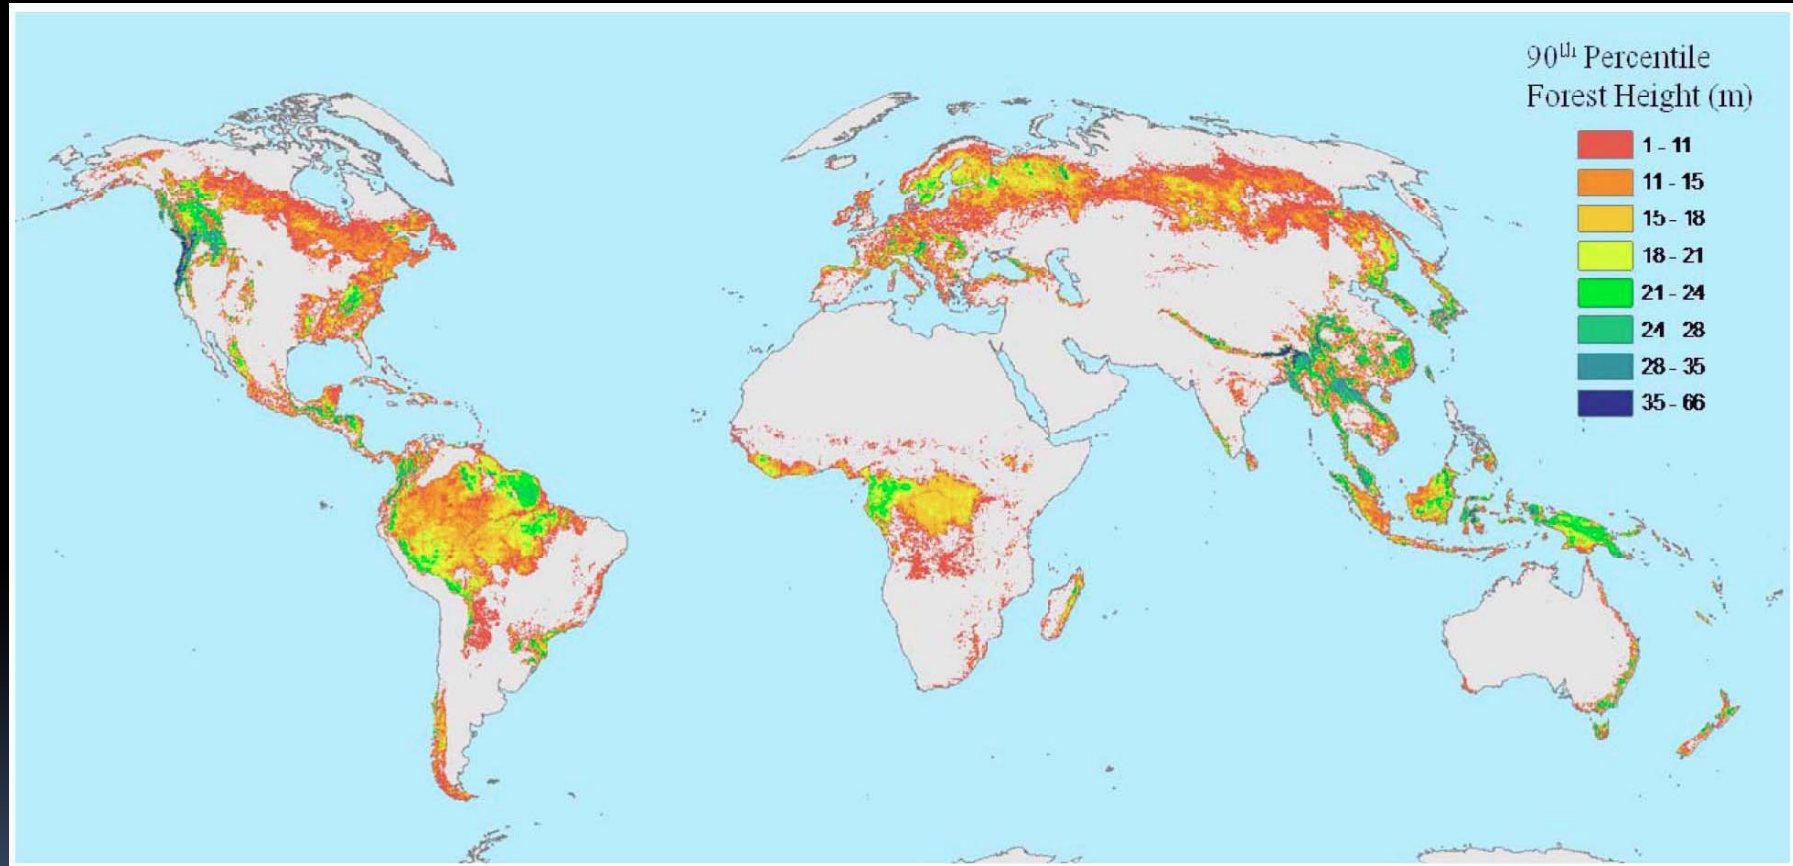 90th Percentile
Forest Height (m)
1 - 11
11 - 15
15 - 18
18 - 21
21 - 24
24 28
28 - 35
35 - 66